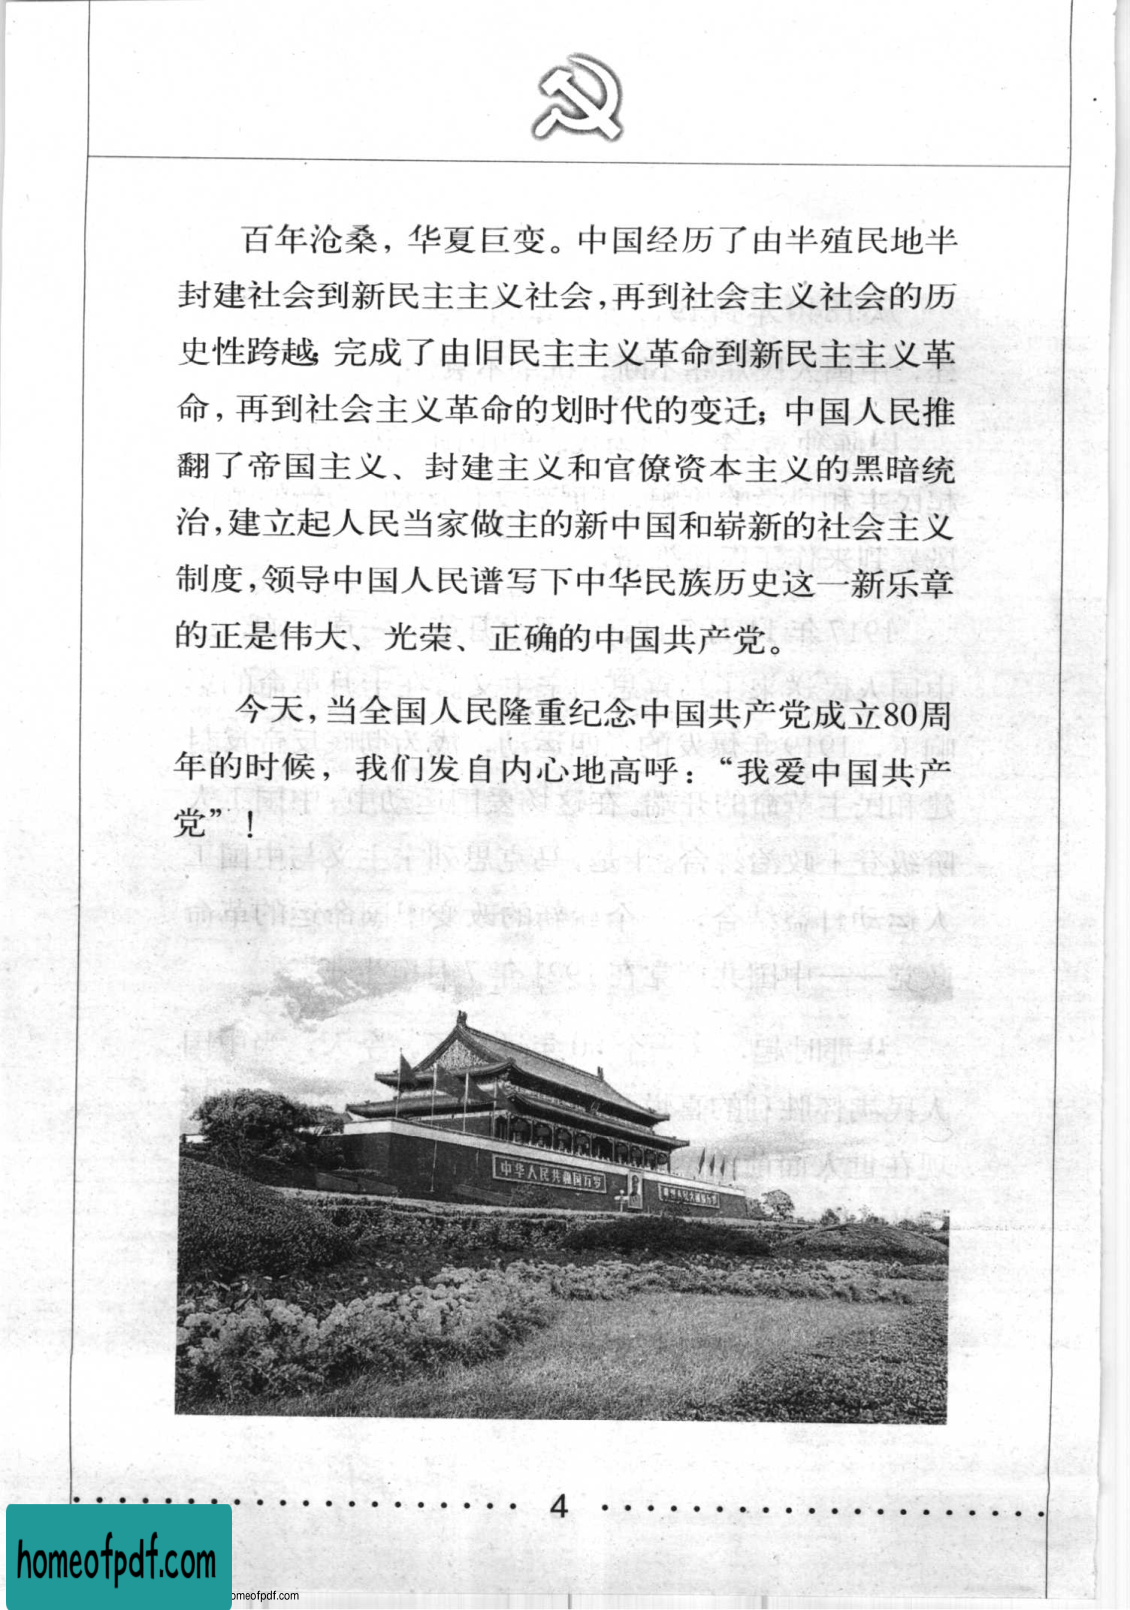 百年沧桑，华夏巨变。中国经历了由半殖民地半
封建社会到新民主主义社会，再到社会主义社会的历
史性跨越；完成了由旧民主主义革命到新民主主义革
命，再到社会主义革命的划时代的变迁；中国人民推
翻了帝国主义、封建主义和官僚资本主义的黑暗统
治，建立起人民当家做主的新中国和崭新的社会主义
制度，领导中国人民谱写下中华民族历史这一新乐章
的正是伟大、光荣、正确的中国共产党。
今天，当全国人民隆重纪念中国共产党成立80周
年的时候，我们发自内心地高呼：“我爱中国共产
党”！
中华人民共和国万岁
4
homeofpdf.com
omeofpdf.com